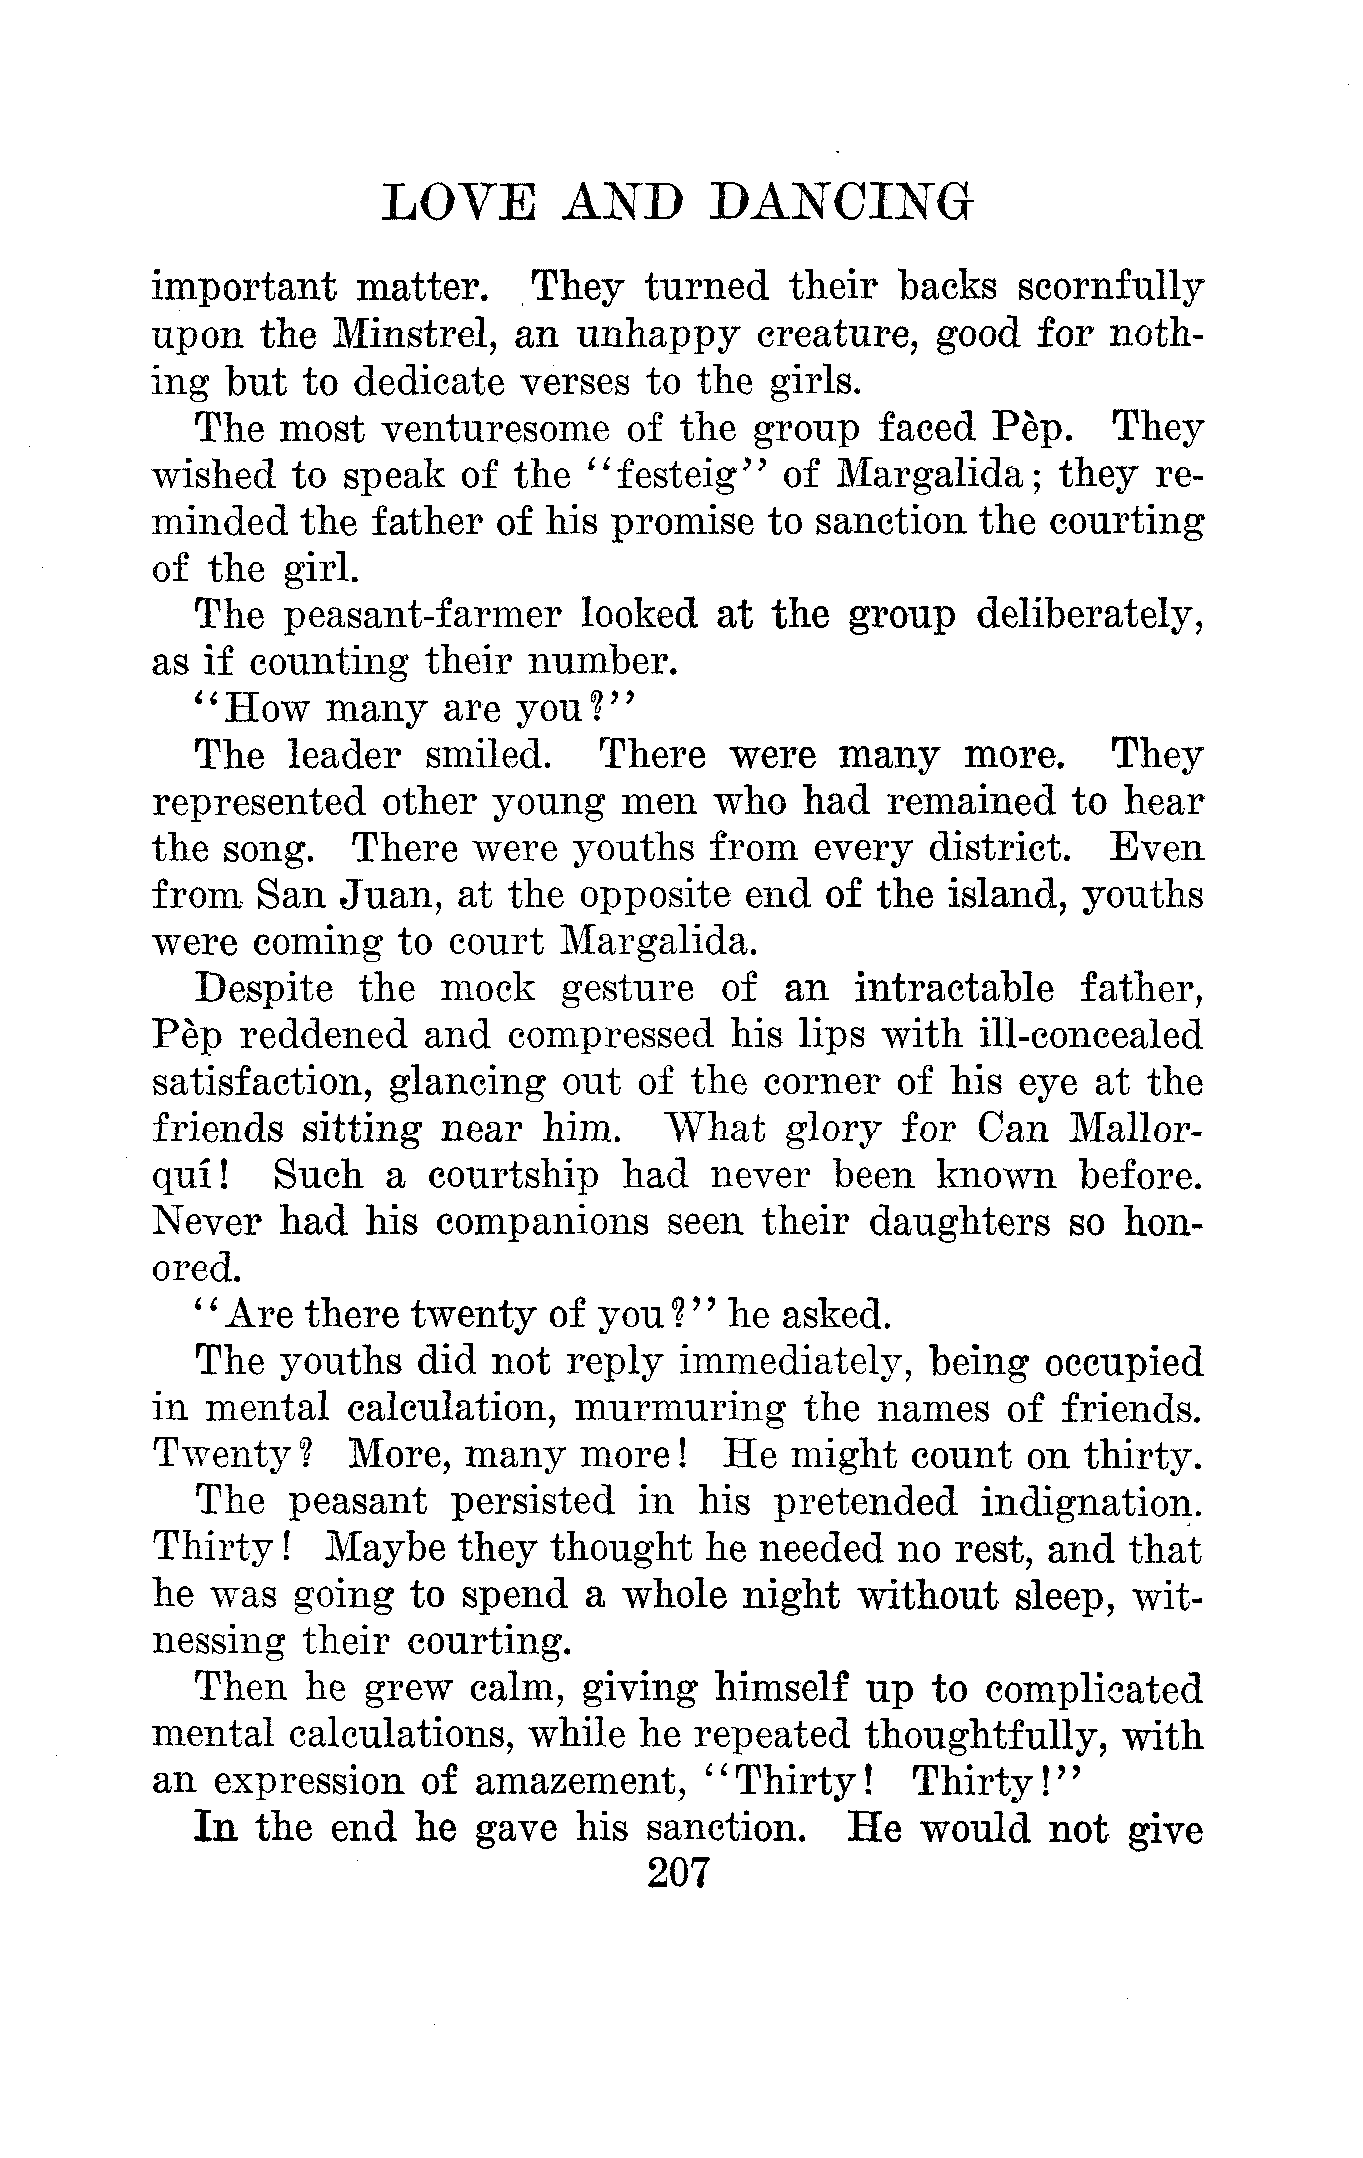 LOVE AND DANCING
important matter. They turned their backs scornfully
upon the Minstrel, an unhappy creature, good for noth-
ing but to dedicate verses to the girls.
The most venturesome of the group faced Pèp. They
wished to speak of the "festeig" of Margalida; they re-
minded the father of his promise to sanction the courting
of the girl.
The peasant-farmer looked at the group deliberately,
as if counting their number.
"How many are you?"
The leader smiled. There were many more. They
represented other young men who had remained to hear
the song. There were youths from every district. Even
from San Juan, at the opposite end of the island, youths
were coming to court Margalida.
Despite the mock gesture of an intractable father,
Pèp reddened and compressed his lips with ill-concealed
satisfaction, glancing out of the corner of his eye at the
friends sitting near him. What glory for Can Mallor-
quí! Such a courtship had never been known before.
Never had his companions seen their daughters so hon-
ored.
"Are there twenty of you?" he asked.
The youths did not reply immediately, being occupied
in mental calculation, murmuring the names of friends.
Twenty? More, many more! He might count on thirty.
The peasant persisted in his pretended indignation.
Thirty! Maybe they thought he needed no rest, and that
he was going to spend a whole night without sleep, wit-
nessing their courting.
Then he grew calm, giving himself up to complicated
mental calculations, while he repeated thoughtfully, with
an expression of amazement, "Thirty! Thirty!"
In the end he gave his sanction. He would not give
207